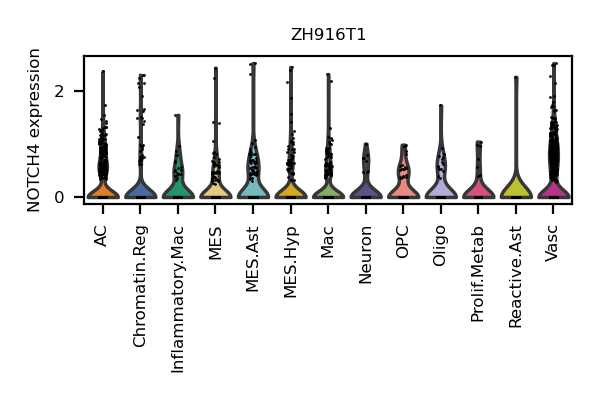 ZH916T1
NOTCH4 expression
2
0
AC
Chromatin.Reg
Inflammatory.Mac
MES
MES.Ast
MES.Hyp
Mac
Neuron
OPC
Oligo
Prolif.Metab
Reactive.Ast
Vasc